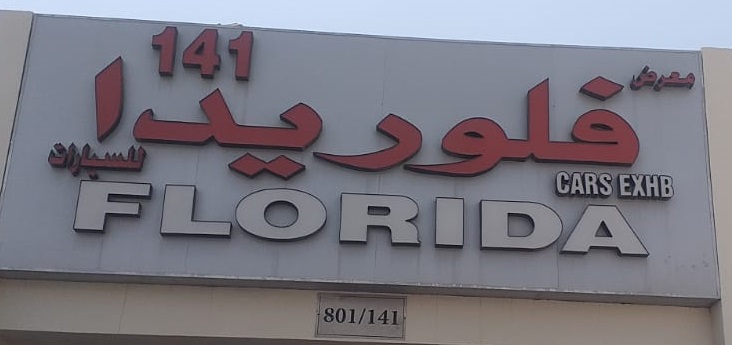 141
معرض
فلوريدا
للسيارات
CARS EXHB
FLORIDA
801/141